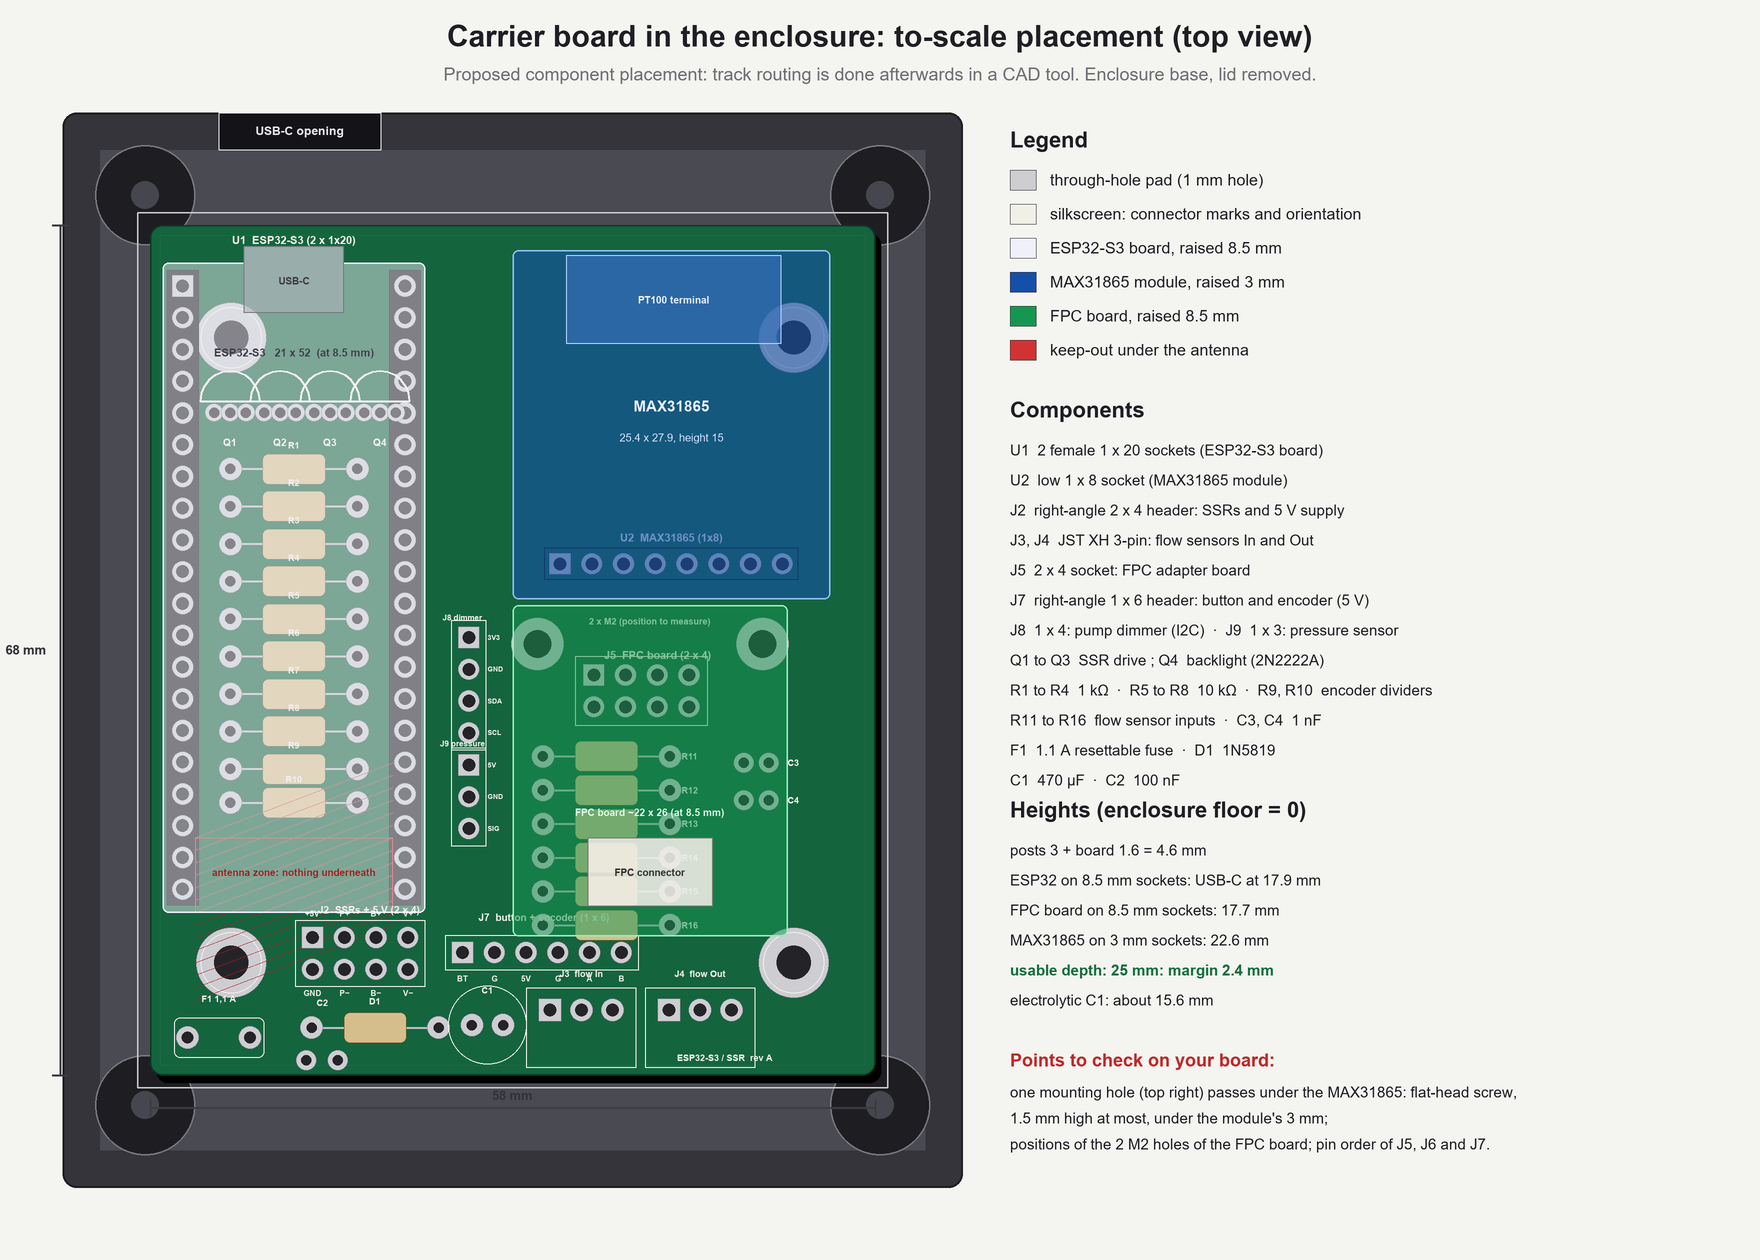 Carrier board in the enclosure: to-scale placement (top view)
Proposed component placement: track routing is done afterwards in a CAD tool. Enclosure base, lid removed.
USB-C opening
U1  ESP32-S3 (2 x 1x20)
USB-C
ESP32-S3  21 x 52  (at 8.5 mm)
Q1
Q2
Q3
Q4
R1
R2
R3
R4
R5
R6
R7
R8
R9
R10
antenna zone: nothing underneath
PT100 terminal
MAX31865
25.4 x 27.9, height 15
U2  MAX31865 (1x8)
J8 dimmer
3V3
GND
SDA
SCL
J9 pressure
5V
GND
SIG
2 x M2 (position to measure)
J5  FPC board (2 x 4)
R11
R12
R13
R14
R15
R16
C3
C4
FPC board ~22 x 26 (at 8.5 mm)
FPC connector
J2  SSRs + 5 V (2 x 4)
+5V
P+
B+
V+
GND
P−
B−
V−
J7  button + encoder (1 x 6)
BT
G
5V
G
A
B
J3  flow In
J4  flow Out
F1 1,1 A
C2
D1
C1
ESP32-S3 / SSR  rev A
68 mm
58 mm
Legend
through-hole pad (1 mm hole)
silkscreen: connector marks and orientation
ESP32-S3 board, raised 8.5 mm
MAX31865 module, raised 3 mm
FPC board, raised 8.5 mm
keep-out under the antenna
Components
U1  2 female 1 x 20 sockets (ESP32-S3 board)
U2  low 1 x 8 socket (MAX31865 module)
J2  right-angle 2 x 4 header: SSRs and 5 V supply
J3, J4  JST XH 3-pin: flow sensors In and Out
J5  2 x 4 socket: FPC adapter board
J7  right-angle 1 x 6 header: button and encoder (5 V)
J8  1 x 4: pump dimmer (I2C)  ·  J9  1 x 3: pressure sensor
Q1 to Q3  SSR drive ; Q4  backlight (2N2222A)
R1 to R4  1 kΩ  ·  R5 to R8  10 kΩ  ·  R9, R10  encoder dividers
R11 to R16  flow sensor inputs  ·  C3, C4  1 nF
F1  1.1 A resettable fuse  ·  D1  1N5819
C1  470 µF  ·  C2  100 nF
Heights (enclosure floor = 0)
posts 3 + board 1.6 = 4.6 mm
ESP32 on 8.5 mm sockets: USB-C at 17.9 mm
FPC board on 8.5 mm sockets: 17.7 mm
MAX31865 on 3 mm sockets: 22.6 mm
usable depth: 25 mm: margin 2.4 mm
electrolytic C1: about 15.6 mm
Points to check on your board:
one mounting hole (top right) passes under the MAX31865: flat-head screw,
1.5 mm high at most, under the module's 3 mm;
positions of the 2 M2 holes of the FPC board; pin order of J5, J6 and J7.